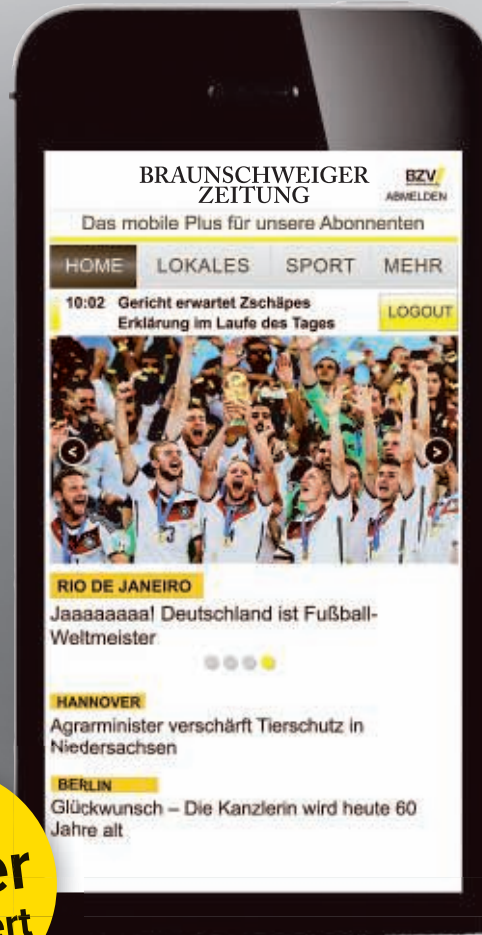 BRAUNSCHWEIGER
ZEITUNG
BZV
ABMELDEN
Das mobile Plus für unsere Abonnenten
HOME LOKALES SPORT MEHR
10:02 Gericht erwartet Zschäpes
Erklärung im Laufe des Tages
LOGOUT
RIO DE JANEIRO
Jaaaaaaaa! Deutschland ist Fußball-
Weltmeister
HANNOVER
Agrarminister verschärft Tierschutz in
Niedersachsen
BERLIN
Glückwunsch – Die Kanzlerin wird heute 60
Jahre alt